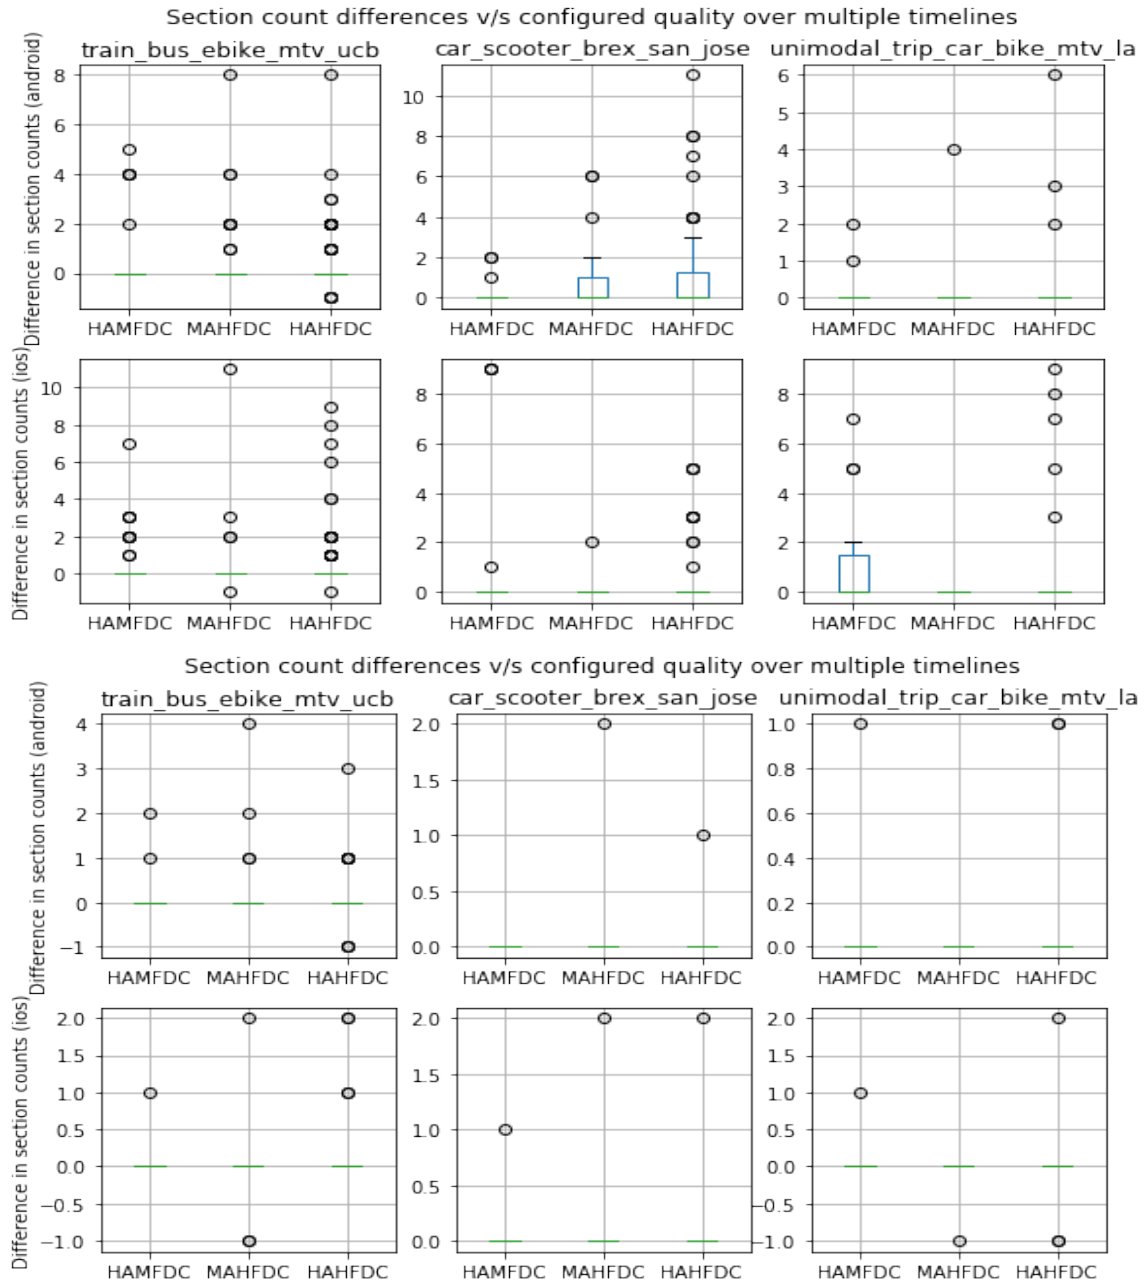 Section count differences v/s configured quality over multiple timelines
train_bus_ebike_mtv_ucb
car_scooter_brex_san_jose
unimodal_trip_car_bike_mtv_la
Difference in section counts (android)
8
6
4
2
0
HAMFDC MAHFDC HAHFDC
10
8
6
4
2
0
HAMFDC MAHFDC HAHFDC
6
5
4
3
2
1
0
HAMFDC MAHFDC HAHFDC
Difference in section counts (ios)
10
8
6
4
2
0
HAMFDC MAHFDC HAHFDC
8
6
4
2
0
HAMFDC MAHFDC HAHFDC
8
6
4
2
0
HAMFDC MAHFDC HAHFDC
Section count differences v/s configured quality over multiple timelines
train_bus_ebike_mtv_ucb
car_scooter_brex_san_jose
unimodal_trip_car_bike_mtv_la
Difference in section counts (android)
4
3
2
1
0
−1
HAMFDC MAHFDC HAHFDC
2.0
1.5
1.0
0.5
0.0
HAMFDC MAHFDC HAHFDC
1.0
0.8
0.6
0.4
0.2
0.0
HAMFDC MAHFDC HAHFDC
Difference in section counts (ios)
2.0
1.5
1.0
0.5
0.0
−0.5
−1.0
HAMFDC MAHFDC HAHFDC
2.0
1.5
1.0
0.5
0.0
HAMFDC MAHFDC HAHFDC
2.0
1.5
1.0
0.5
0.0
−0.5
−1.0
HAMFDC MAHFDC HAHFDC